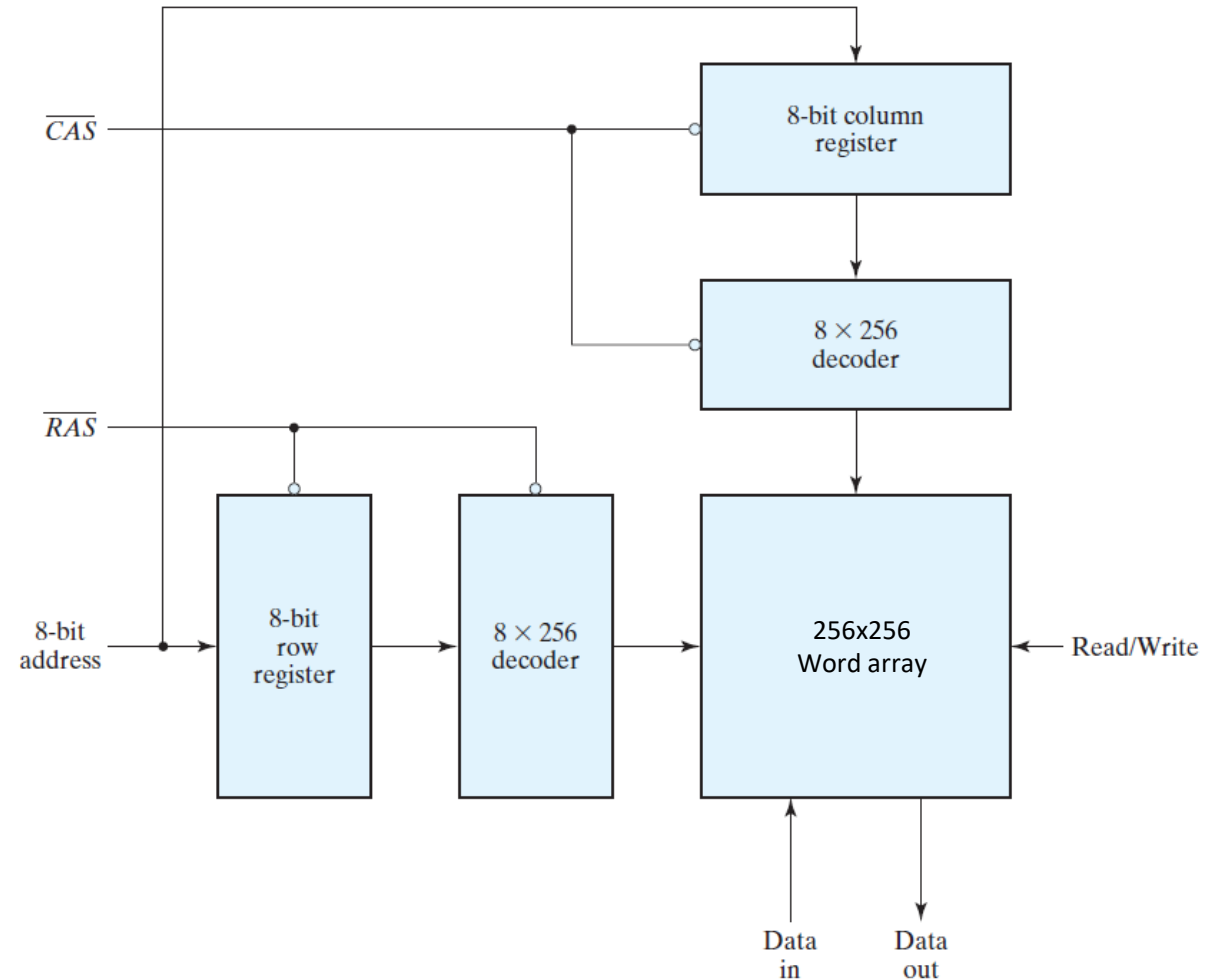 8-bit column
register
CAS
8 × 256
decoder
RAS
8-bit
address
8-bit
row
register
8 × 256
decoder
256x256
Word array
Read/Write
Data
in
Data
out